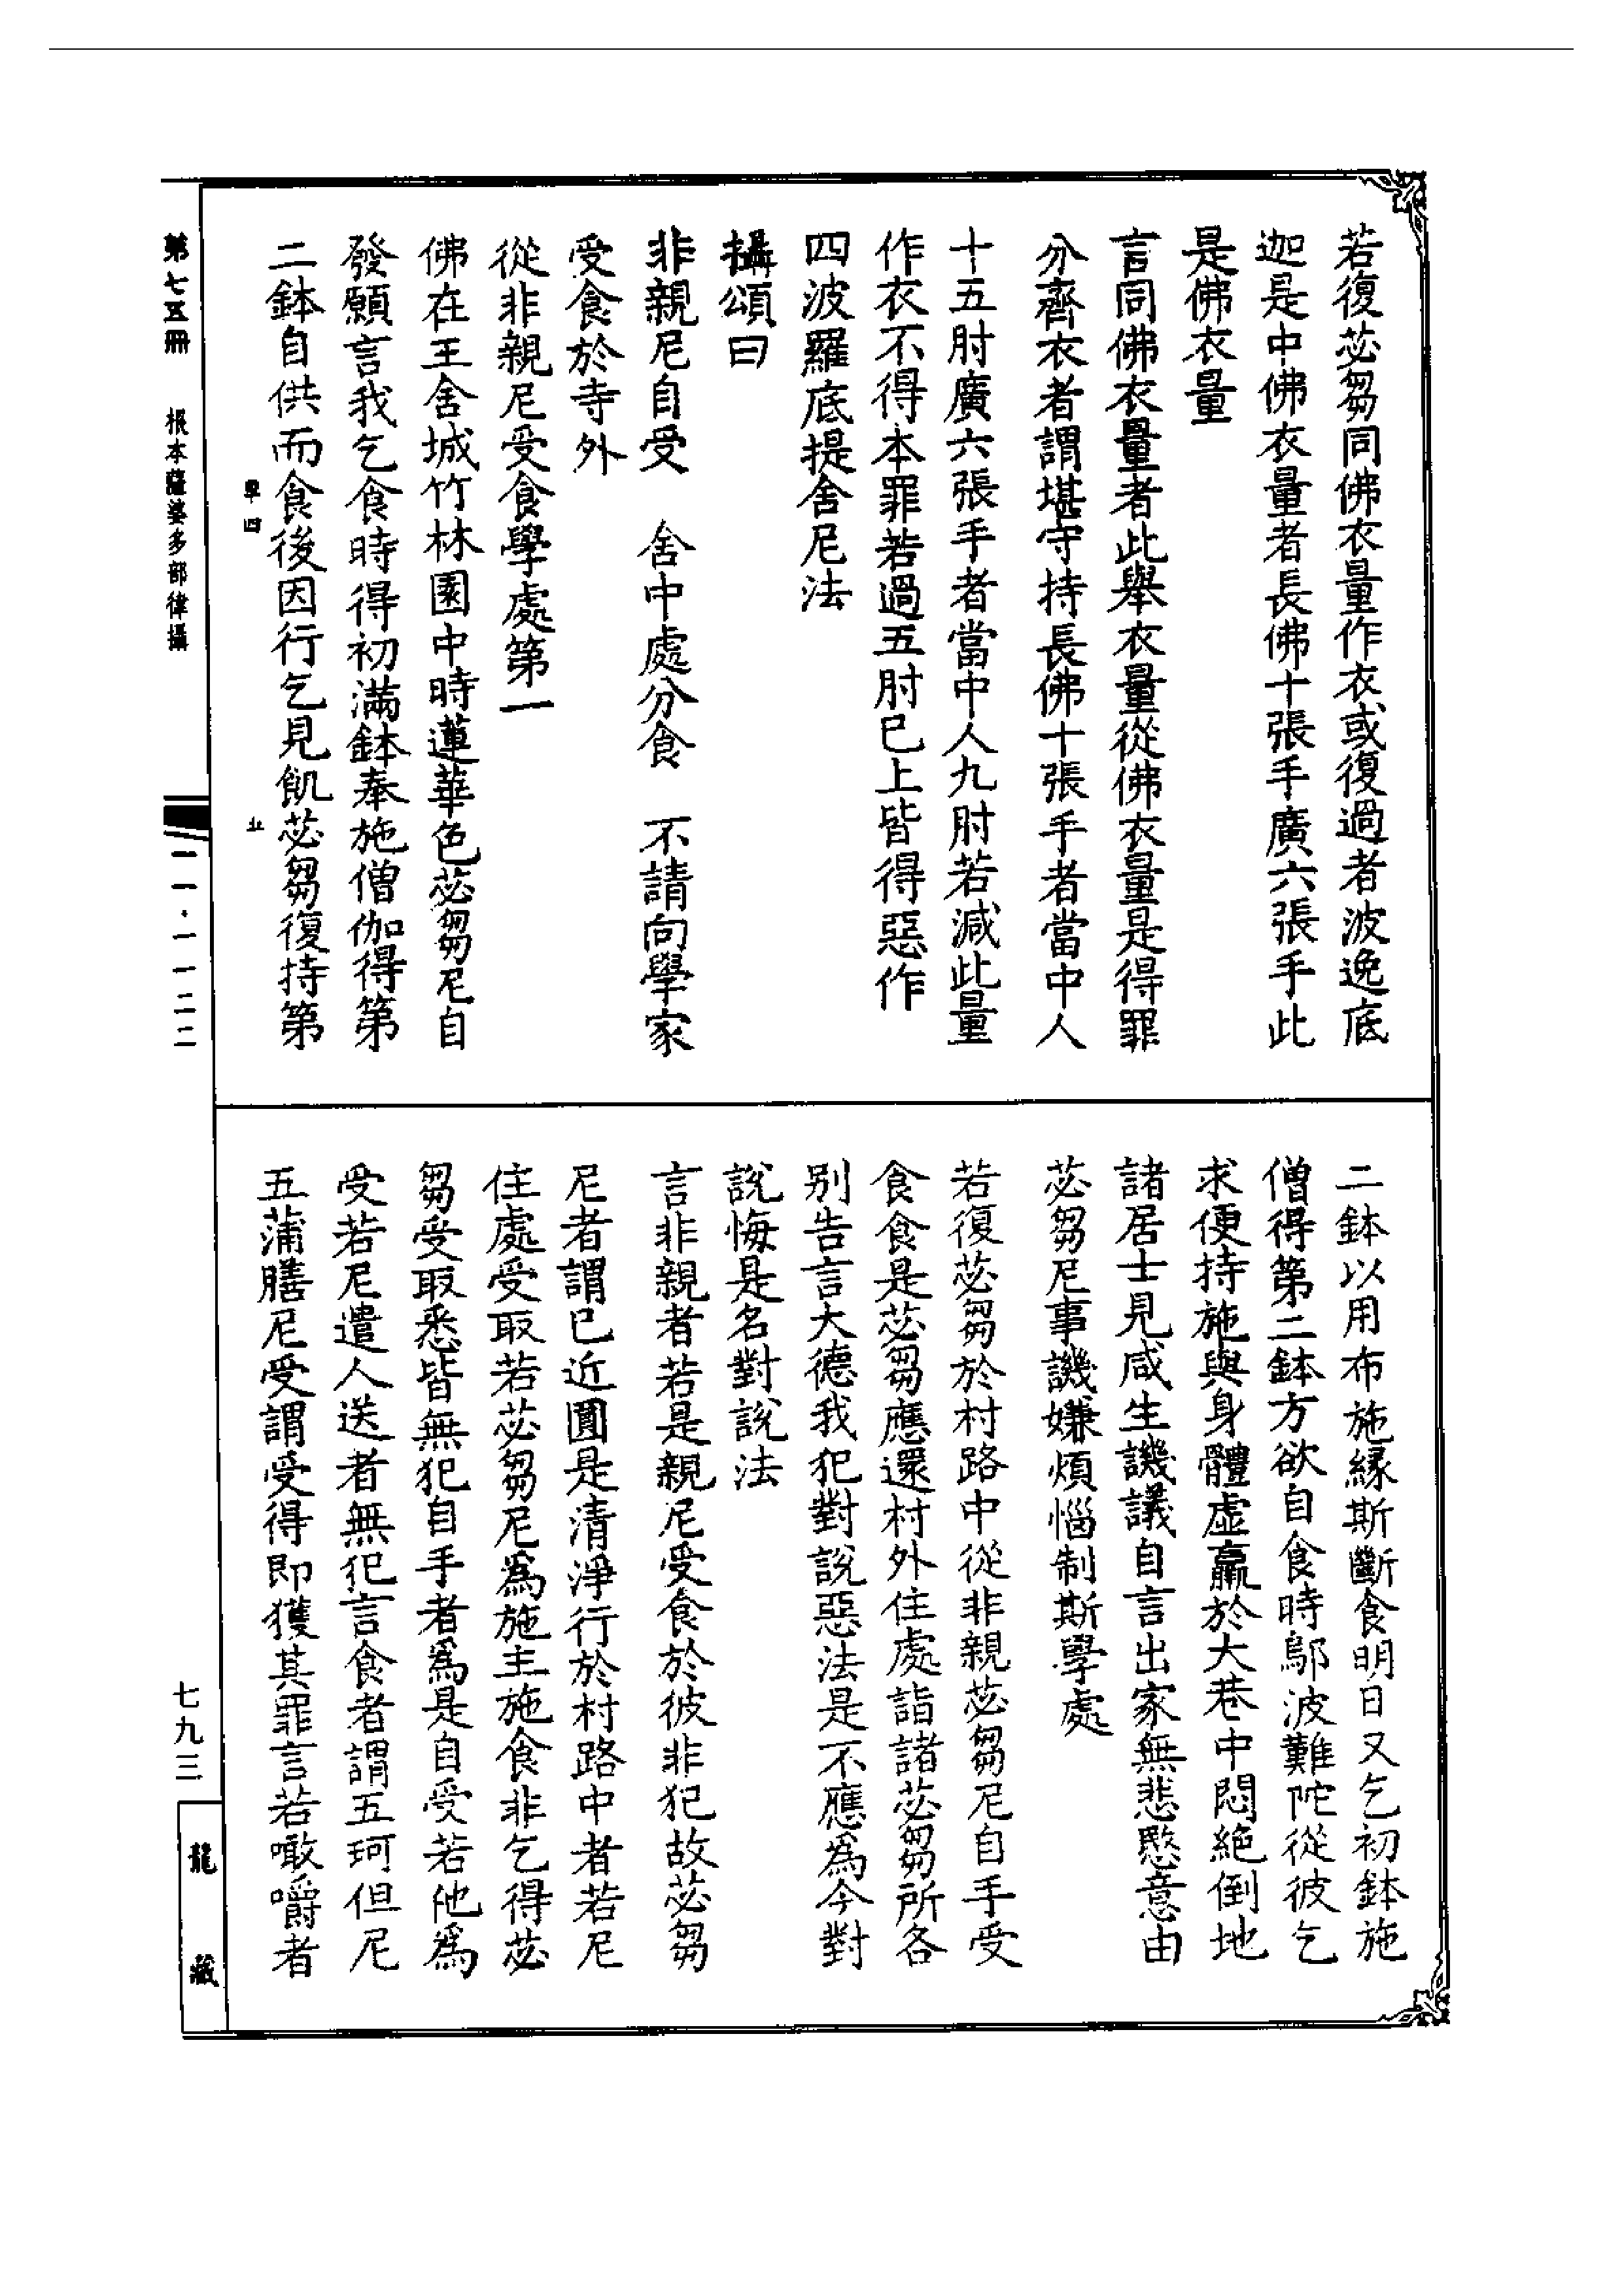 若復苾芻同佛衣量作衣或復過者波逸底
迦是中佛衣量者長佛十張手廣六張手此
是佛衣量
言同佛衣量者此舉衣量從佛衣量是得罪
分齊衣者謂堪守持長佛十張手者當中人
十五肘廣六張手者當中人九肘若減此量
作衣不得本罪若過五肘已上皆得惡作
四波羅底提舍尼法
攝頌曰
非親尼自受　舍中處分食　不請向學家
受食於寺外
從非親尼受食學處第一
佛在王舍城竹林園中時蓮華色苾芻尼自
發願言我乞食時得初滿鉢奉施僧伽得第
二鉢自供而食後因行乞見飢苾芻復持第
二鉢以用布施緣斯斷食明日又乞初鉢施
僧得第二鉢方欲自食時鄔波難陀從彼乞
求便持施與身體虛羸於大巷中悶絕倒地
諸居士見咸生譏議自言出家無悲愍意由
苾芻尼事譏嫌煩惱制斯學處
若復苾芻於村路中從非親苾芻尼自手受
食食是苾芻應還村外住處詣諸苾芻所各
别告言大德我犯對說惡法是不應爲今對
說悔是名對說法
言非親者若是親尼受食於彼非犯故苾芻
尼者謂已近圓是清淨行於村路中者若尼
住處受取若苾芻尼爲施主施食非乞得苾
芻受取悉皆無犯自手者爲是自受若他爲
受若尼遣人送者無犯言食者謂五珂但尼
五蒲膳尼受謂受得即獲其罪言若噉嚼者
第七五冊　根本薩婆多部律攝
一一·一一二二
七九三
龍藏